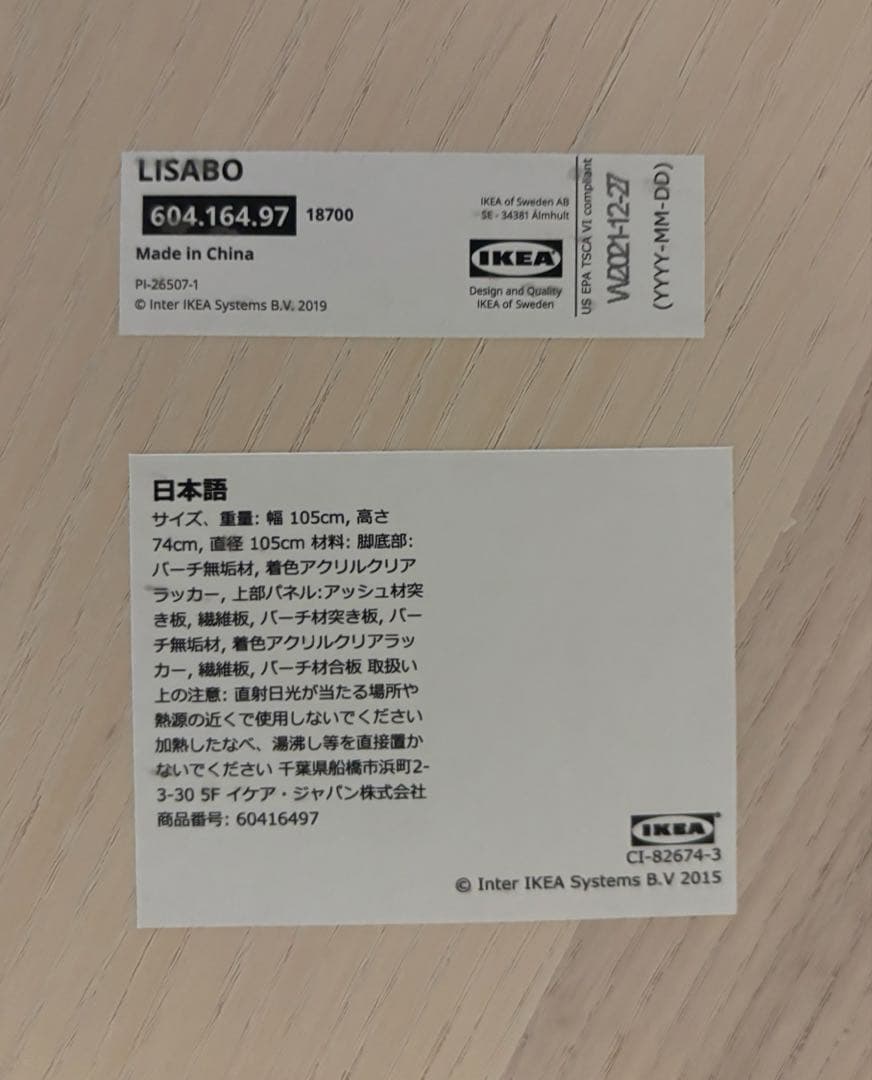 LISABO
604.164.97 18700
Made in China
PI-26507-1
© Inter IKEA Systems B.V. 2019
IKEA of Sweden AB
SE - 34381 Älmhult
IKEA
Design and Quality
IKEA of Sweden
US EPA TSCA VI compliant
W2021-12-27
(YYYY-MM-DD)
日本語
サイズ、重量: 幅 105cm, 高さ
74cm, 直径 105cm 材料: 脚底部:
バーチ無垢材, 着色アクリルクリア
ラッカー, 上部パネル:アッシュ材突
き板, 繊維板, バーチ材突き板, バー
チ無垢材, 着色アクリルクリアラッ
カー, 繊維板, バーチ材合板 取扱い
上の注意: 直射日光が当たる場所や
熱源の近くで使用しないでください
加熱したなべ、湯沸し等を直接置か
ないでください 千葉県船橋市浜町2-
3-30 5F イケア・ジャパン株式会社
商品番号: 60416497
IKEA
CI-82674-3
© Inter IKEA Systems B.V 2015